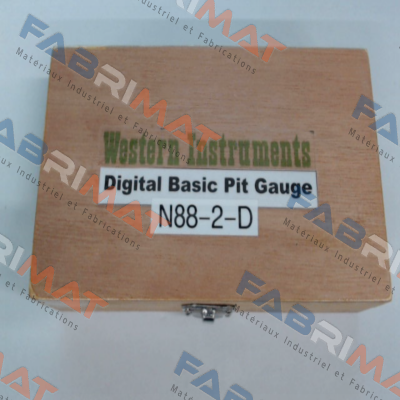 Western Instruments
Digital Basic Pit Gauge
N88-2-D
FABRIMAT
Matériaux Industriel et Fabrications